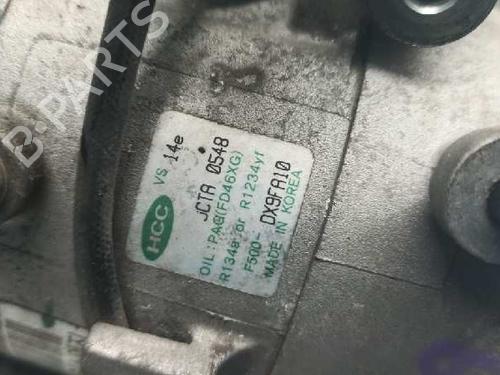 B-PARTS
HCC
VS 14e
JCTA 0548
OIL:PAG(FD46XG)
R134a or R1234yf
F500- DX9FA10
MADE IN KOREA